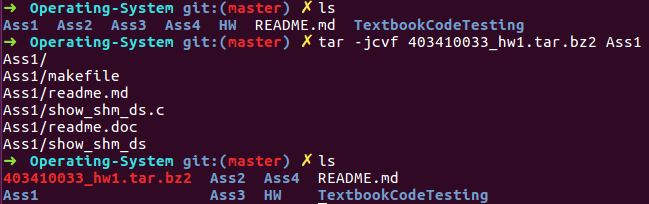 ➜ Operating-System git:(master) ✗ ls
Ass1 Ass2 Ass3 Ass4 HW README.md TextbookCodeTesting
➜ Operating-System git:(master) ✗ tar -jcvf 403410033_hw1.tar.bz2 Ass1
Ass1/
Ass1/makefile
Ass1/readme.md
Ass1/show_shm_ds.c
Ass1/readme.doc
Ass1/show_shm_ds
➜ Operating-System git:(master) ✗ ls
403410033_hw1.tar.bz2 Ass2 Ass4 README.md
Ass1 Ass3 HW TextbookCodeTesting